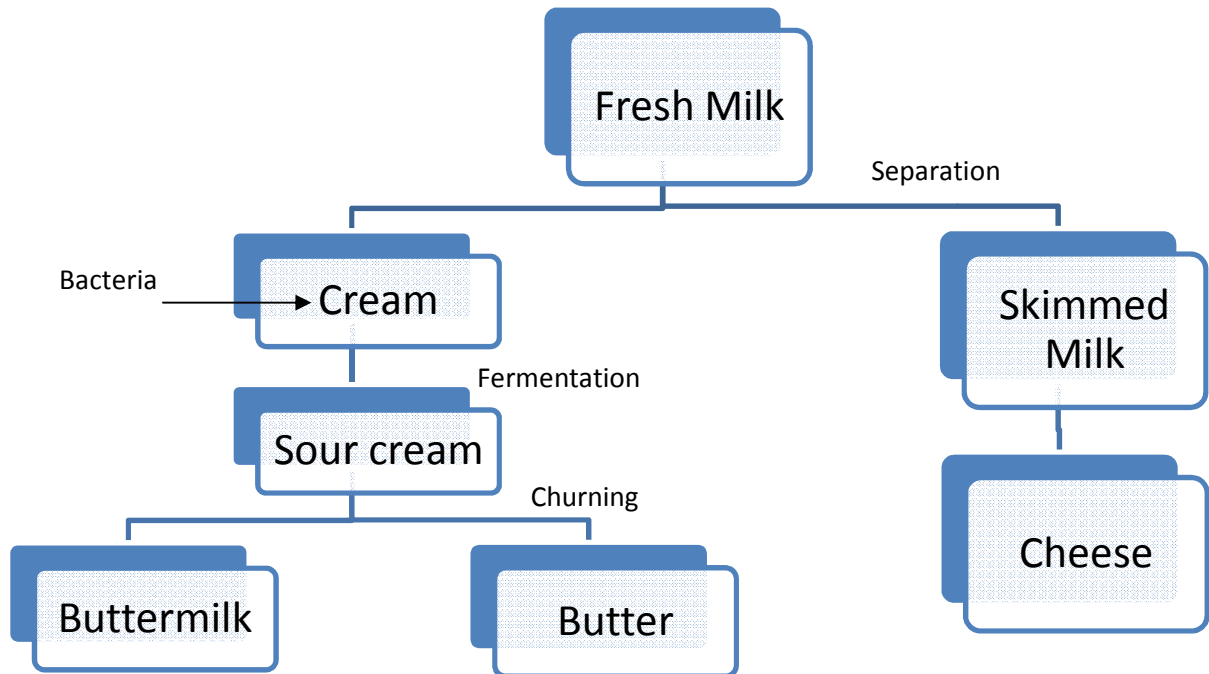 Fresh Milk
Separation
Bacteria
Cream
Skimmed
Milk
Fermentation
Sour cream
Churning
Cheese
Buttermilk
Butter